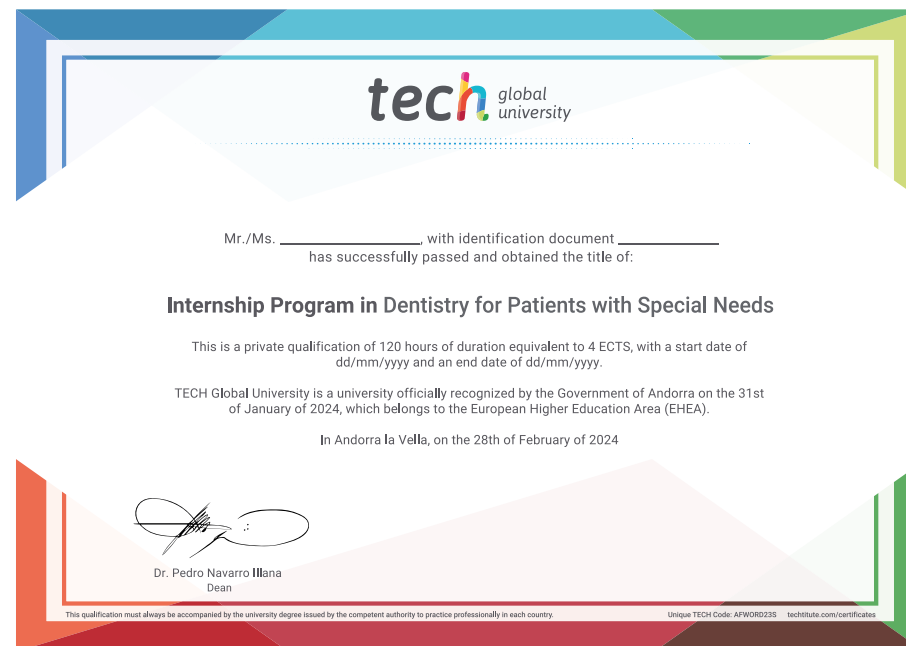 tech global university
Mr./Ms. ____________________, with identification document ______________
has successfully passed and obtained the title of:
Internship Program in Dentistry for Patients with Special Needs
This is a private qualification of 120 hours of duration equivalent to 4 ECTS, with a start date of
dd/mm/yyyy and an end date of dd/mm/yyyy.
TECH Global University is a university officially recognized by the Government of Andorra on the 31st
of January of 2024, which belongs to the European Higher Education Area (EHEA).
In Andorra la Vella, on the 28th of February of 2024
Dr. Pedro Navarro Illana
Dean
This qualification must always be accompanied by the university degree issued by the competent authority to practice professionally in each country.
Unique TECH Code: AFWORD23S techtitute.com/certificates